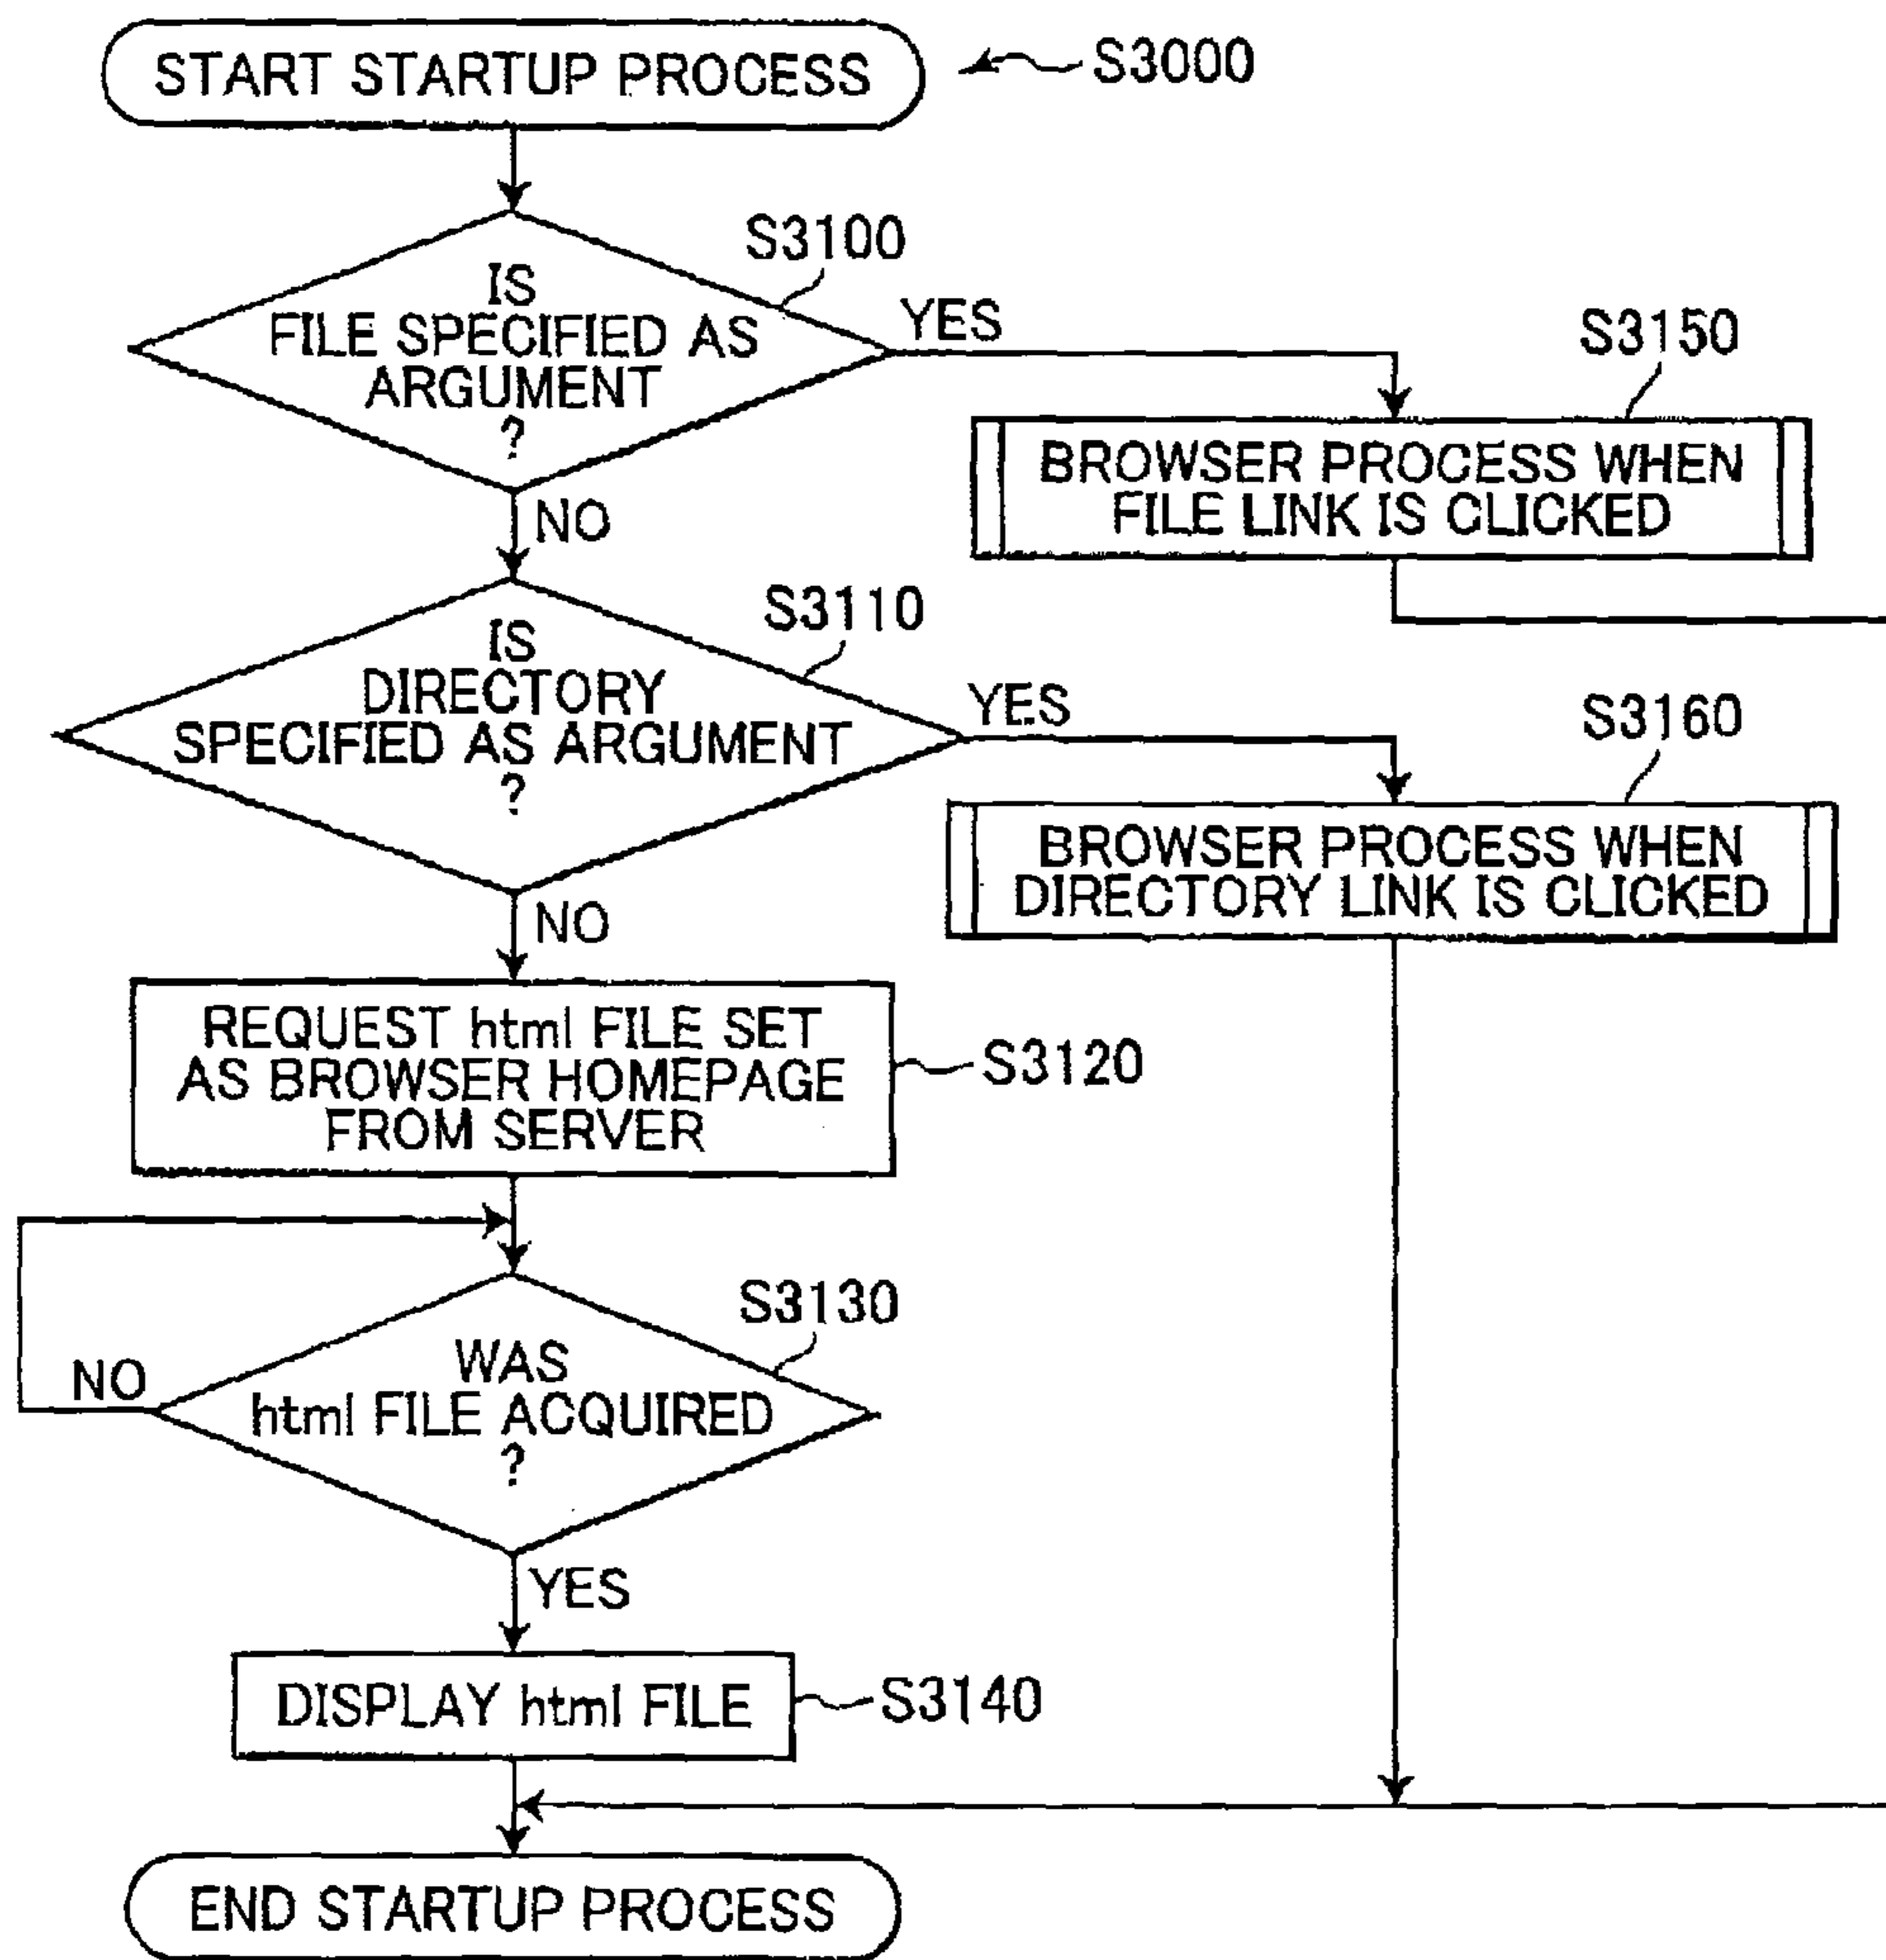 START STARTUP PROCESS
S3000
S3100
IS
FILE SPECIFIED AS
ARGUMENT
?
YES
NO
S3150
BROWSER PROCESS WHEN
FILE LINK IS CLICKED
S3110
IS
DIRECTORY
SPECIFIED AS ARGUMENT
?
YES
NO
S3160
BROWSER PROCESS WHEN
DIRECTORY LINK IS CLICKED
REQUEST html FILE SET
AS BROWSER HOMEPAGE
FROM SERVER
S3120
S3130
WAS
html FILE ACQUIRED
?
NO
YES
DISPLAY html FILE
S3140
END STARTUP PROCESS